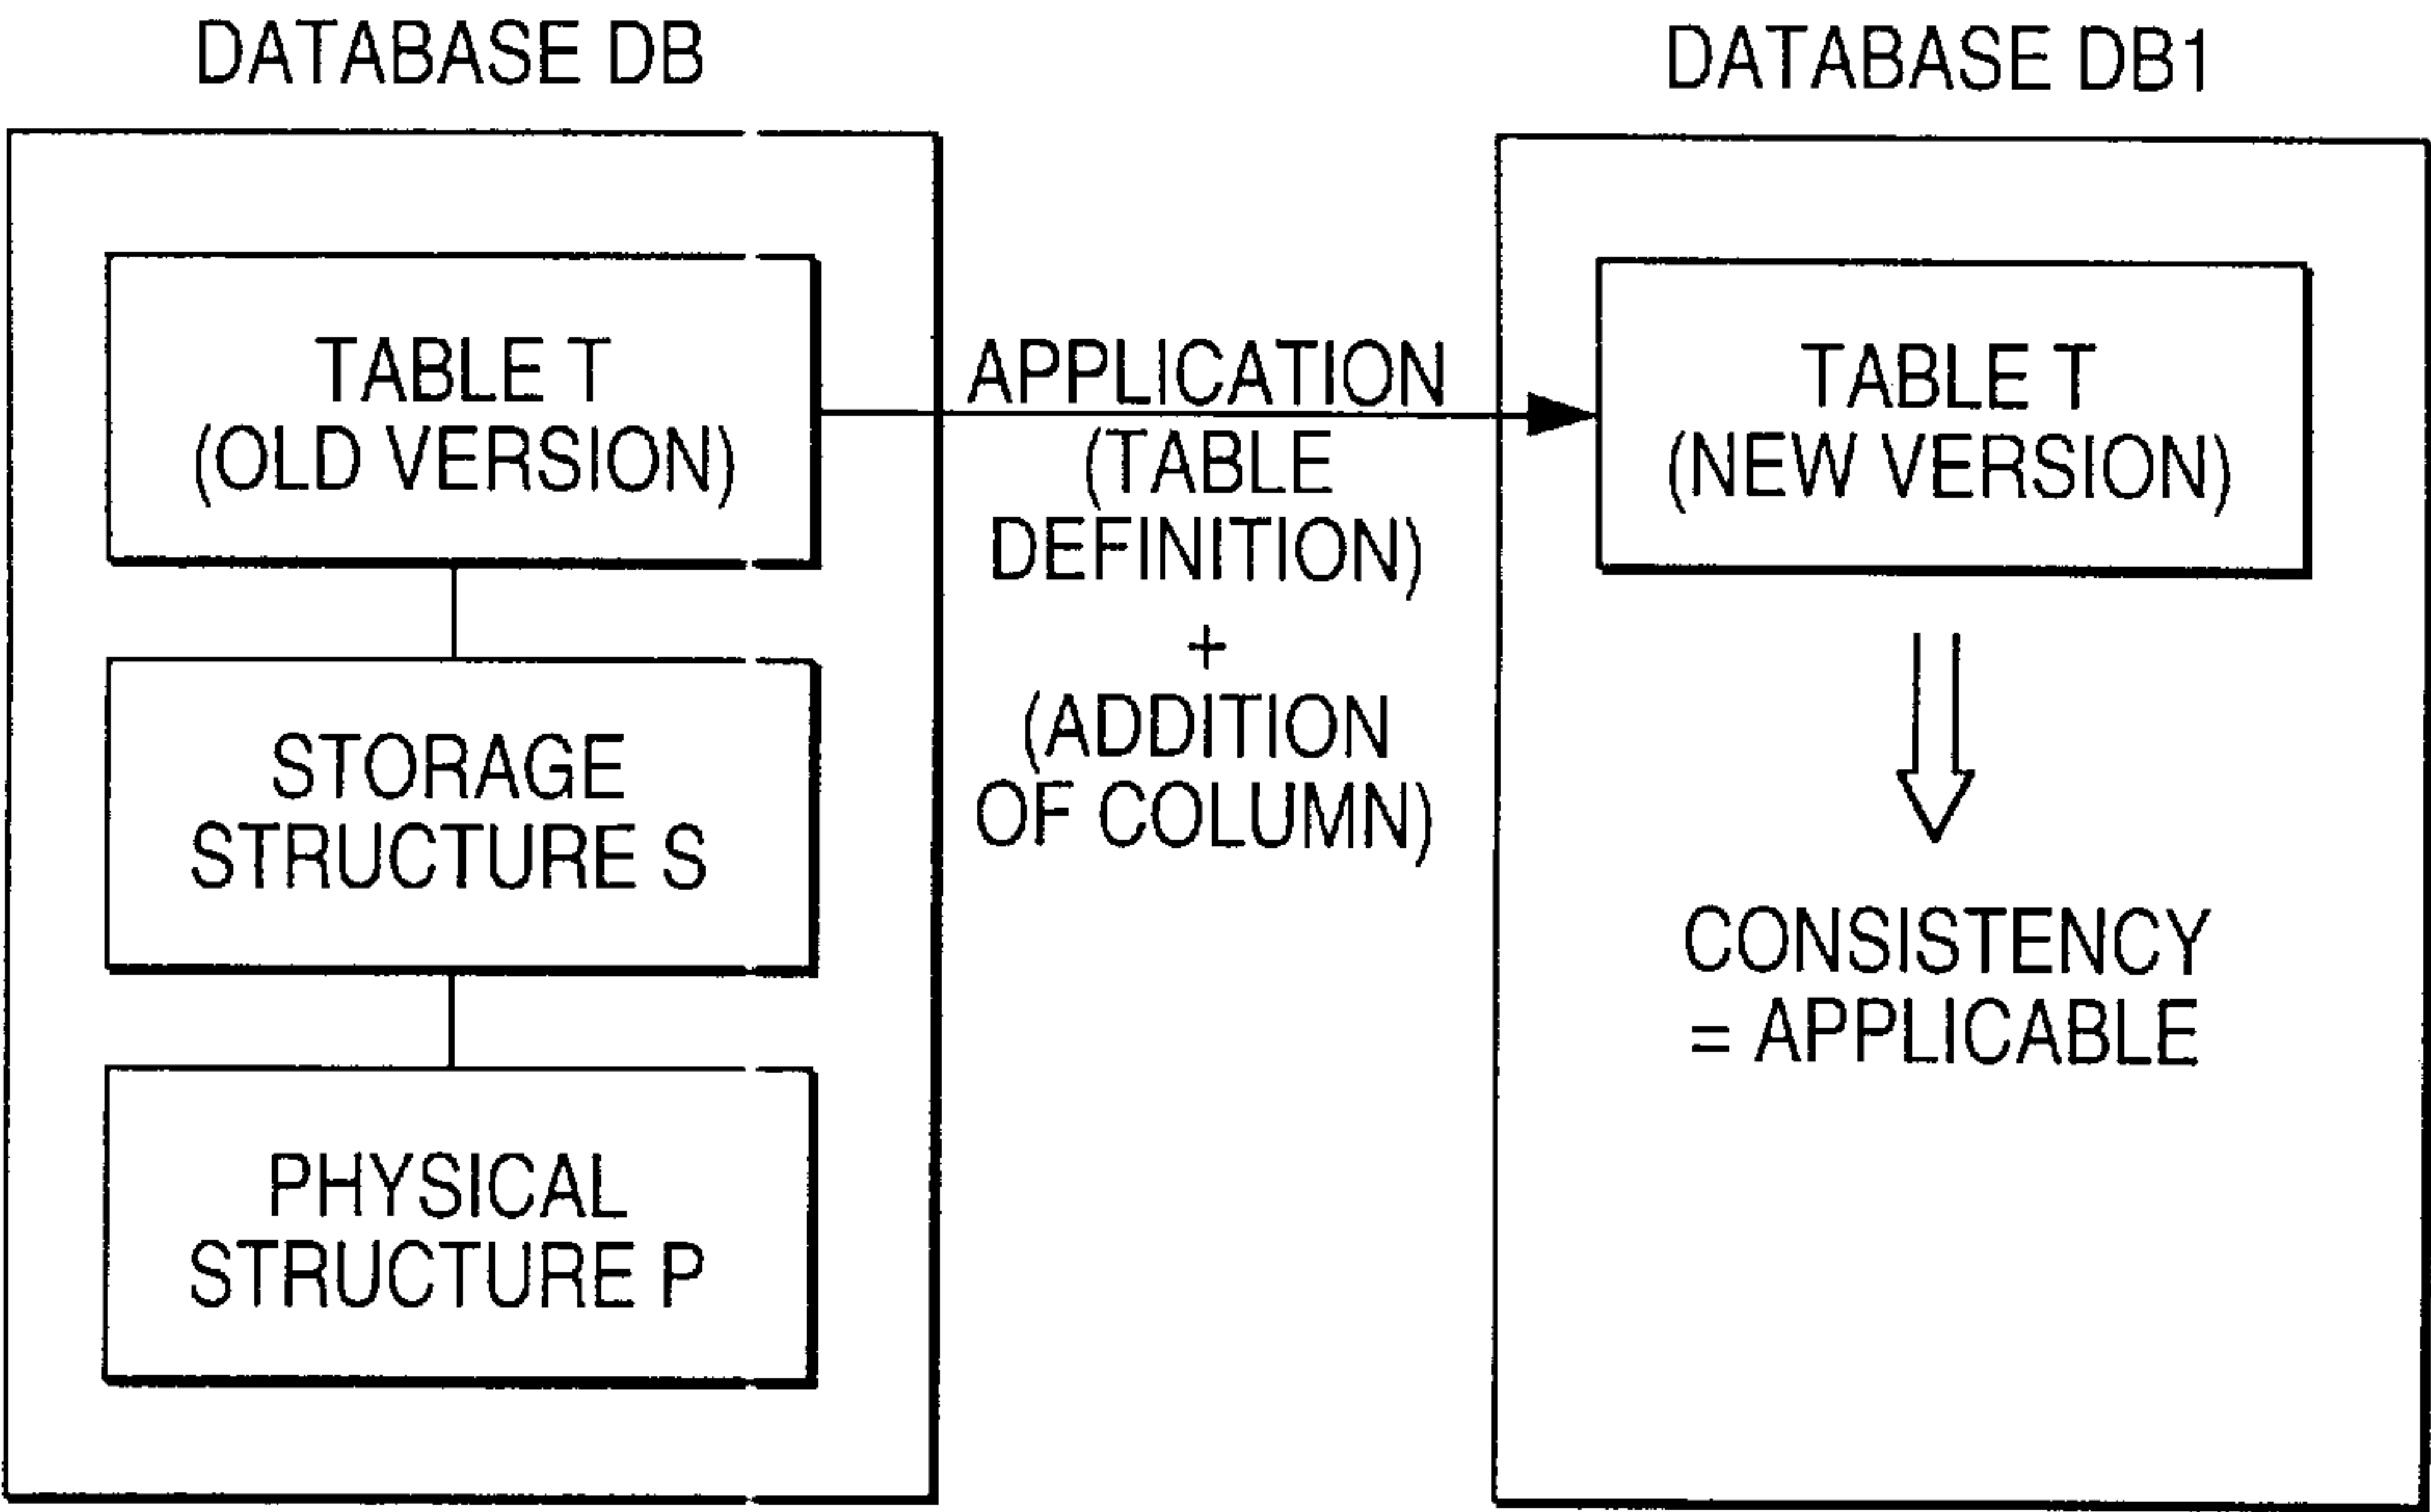 DATABASE DB
TABLE T
(OLD VERSION)
STORAGE
STRUCTURE S
PHYSICAL
STRUCTURE P
APPLICATION
(TABLE
DEFINITION)
+
(ADDITION
OF COLUMN)
DATABASE DB1
TABLE T
(NEW VERSION)
CONSISTENCY
= APPLICABLE